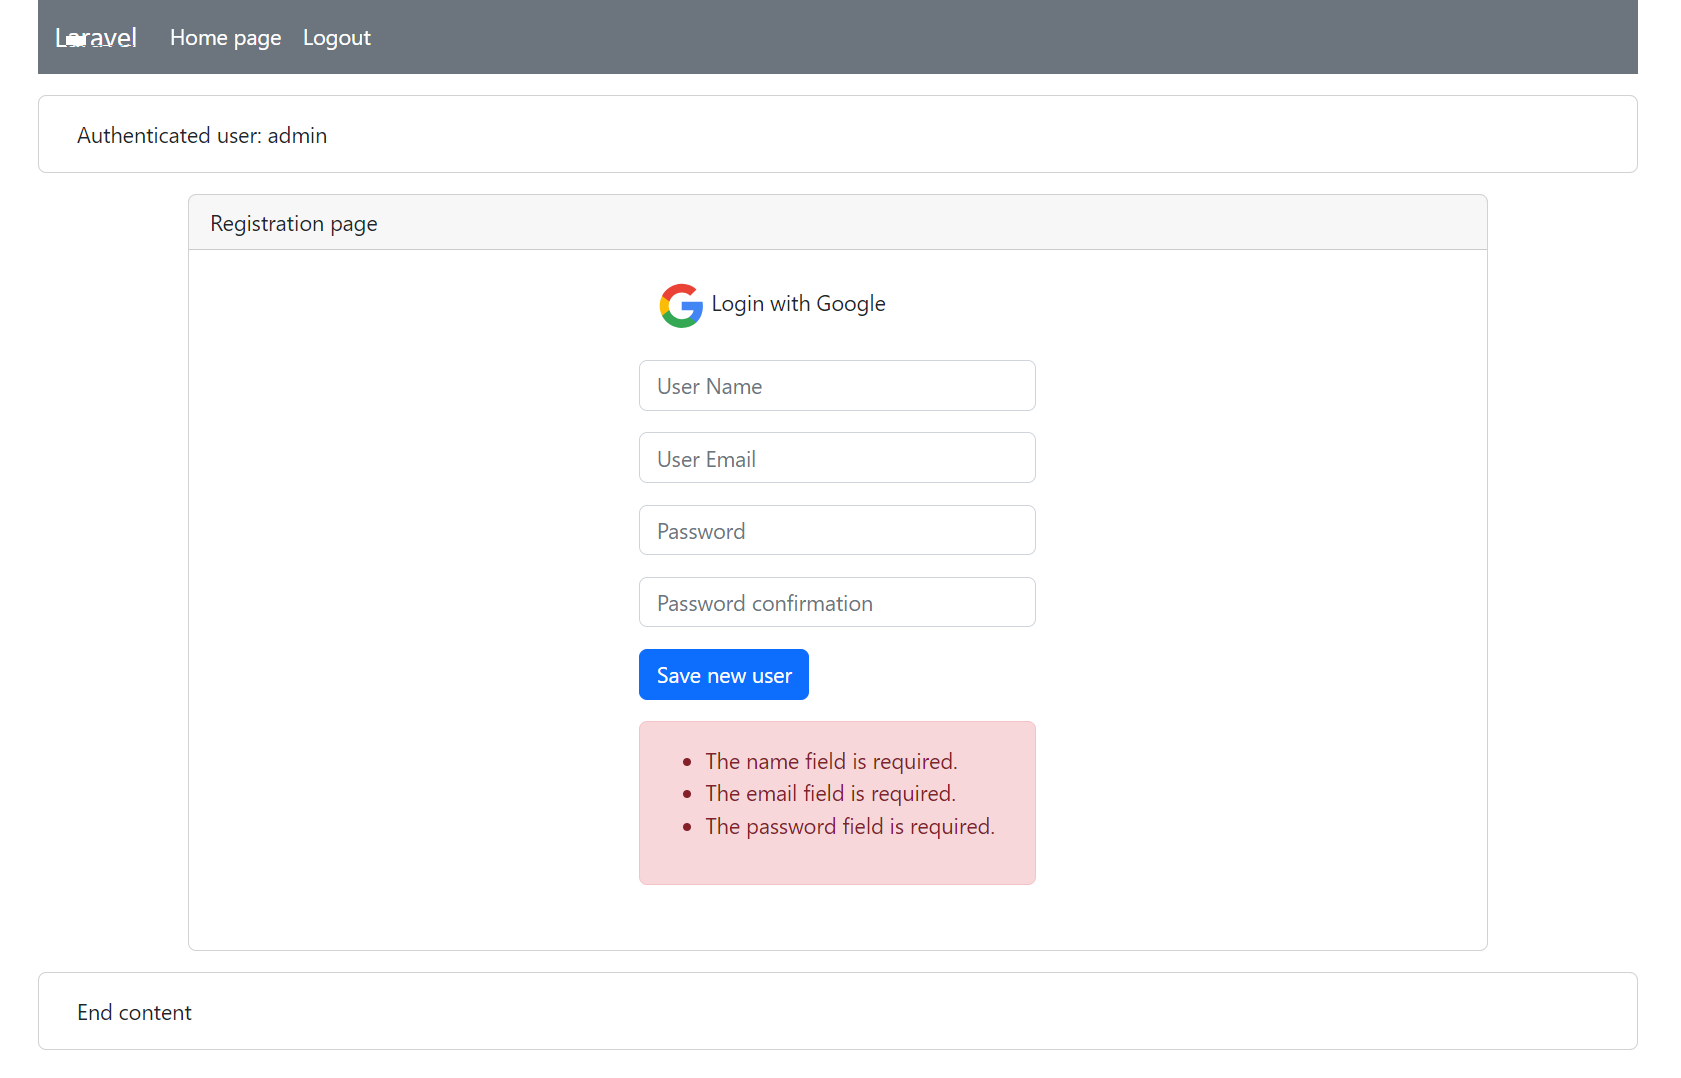 Laravel Home page Logout
Authenticated user: admin
Registration page
Login with Google
User Name
User Email
Password
Password confirmation
Save new user
The name field is required.
The email field is required.
The password field is required.
End content